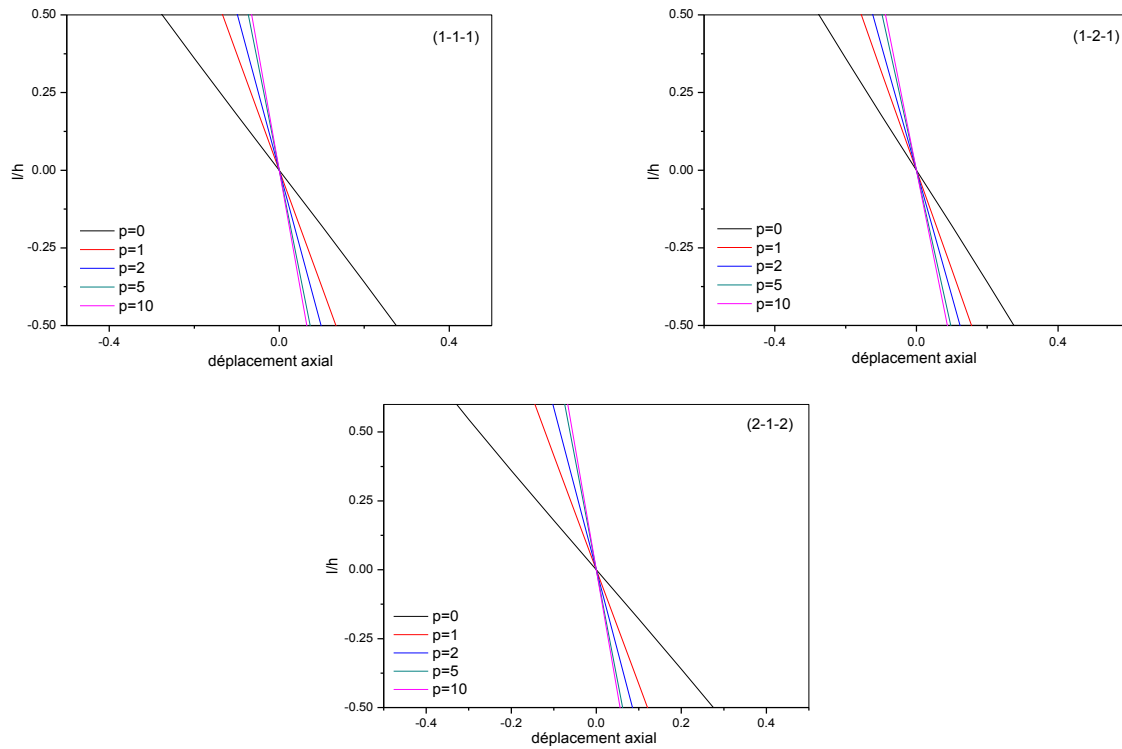 (1-1-1)
0.50
0.25
0.00
-0.25
-0.50
l/h
p=0
p=1
p=2
p=5
p=10
-0.4
0.0
0.4
déplacement axial
(1-2-1)
0.50
0.25
0.00
-0.25
-0.50
l/h
p=0
p=1
p=2
p=5
p=10
-0.4
0.0
0.4
déplacement axial
(2-1-2)
0.50
0.25
0.00
-0.25
-0.50
l/h
p=0
p=1
p=2
p=5
p=10
-0.4
-0.2
0.0
0.2
0.4
déplacement axial